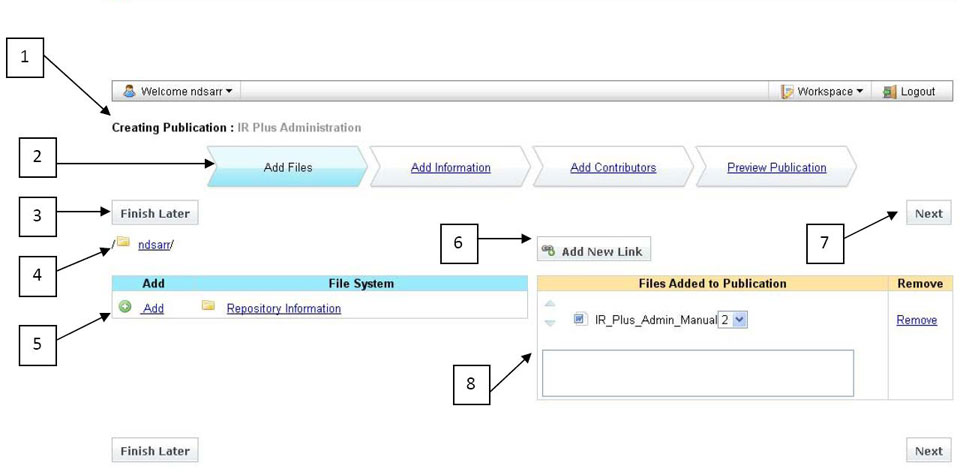 1
Welcome ndsarr Workspace Logout
Creating Publication : IR Plus Administration
2
Add Files Add Information Add Contributors Preview Publication
3
Finish Later
6
7
Next
4
/ ndsarr/
Add New Link
Add File System
Files Added to Publication Remove
5
Add Repository Information
IR_Plus_Admin_Manual 2 Remove
8
Finish Later Next